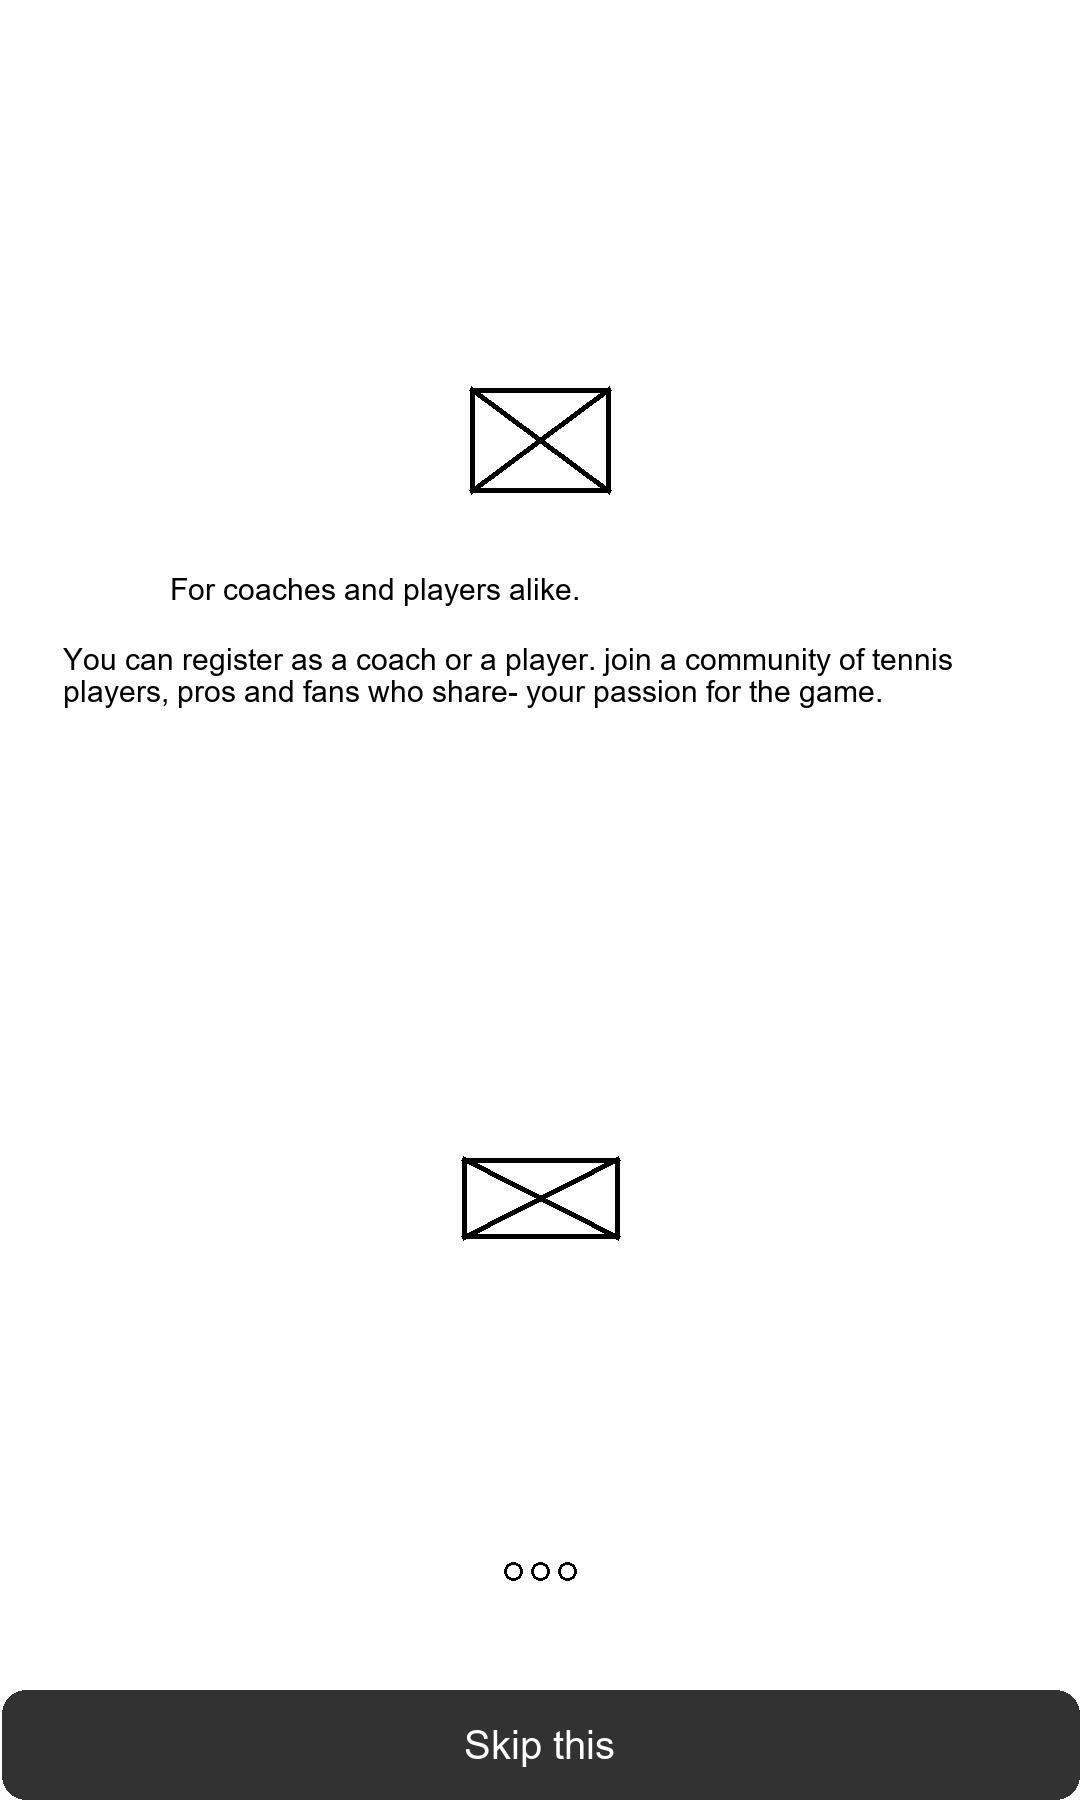 For coaches and players alike.
You can register as a coach or a player. join a community of tennis
players, pros and fans who share- your passion for the game.
Skip this